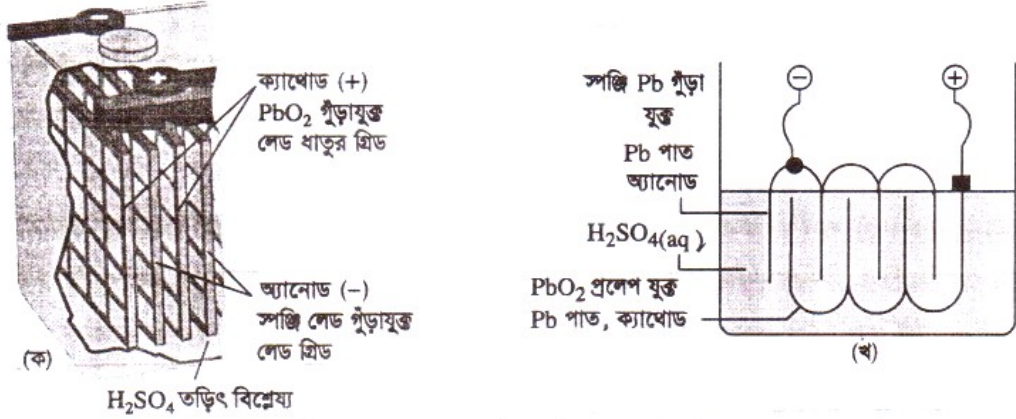 ক্যাথোড (+)
PbO₂ গুঁড়াযুক্ত
লেড ধাতুর গ্রিড
অ্যানোড (−)
স্পঞ্জি লেড গুঁড়াযুক্ত
লেড গ্রিড
(ক)
H₂SO₄ তড়িৎ বিশ্লেষ্য
+
স্পঞ্জি Pb গুঁড়া
যুক্ত
Pb পাত
অ্যানোড
H₂SO₄(aq)
PbO₂ প্রলেপ যুক্ত
Pb পাত, ক্যাথোড
−
+
(খ)